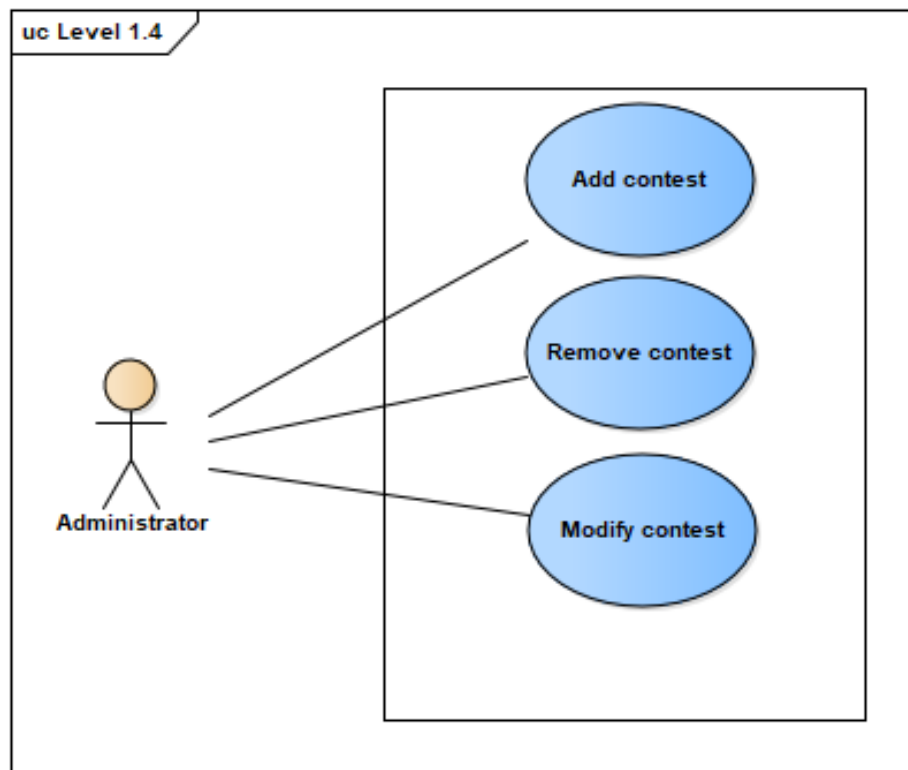 uc Level 1.4
Add contest
Remove contest
Modify contest
Administrator